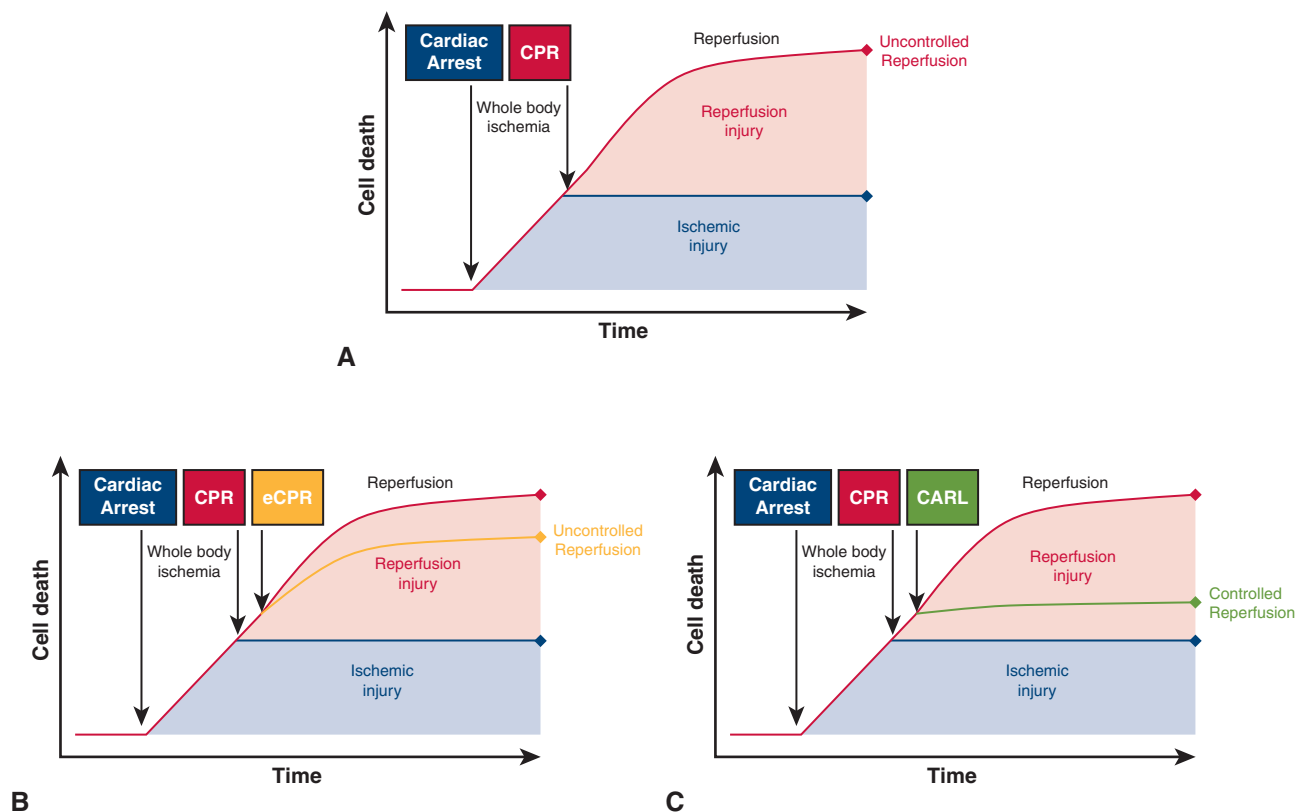 Cardiac
Arrest
CPR
Reperfusion
Uncontrolled
Reperfusion
Whole body
ischemia
Reperfusion
injury
Ischemic
injury
Cell death
Time
A
Cardiac
Arrest
CPR
eCPR
Reperfusion
Whole body
ischemia
Uncontrolled
Reperfusion
Reperfusion
injury
Ischemic
injury
Cell death
Time
B
Cardiac
Arrest
CPR
CARL
Reperfusion
Whole body
ischemia
Reperfusion
injury
Controlled
Reperfusion
Ischemic
injury
Cell death
Time
C